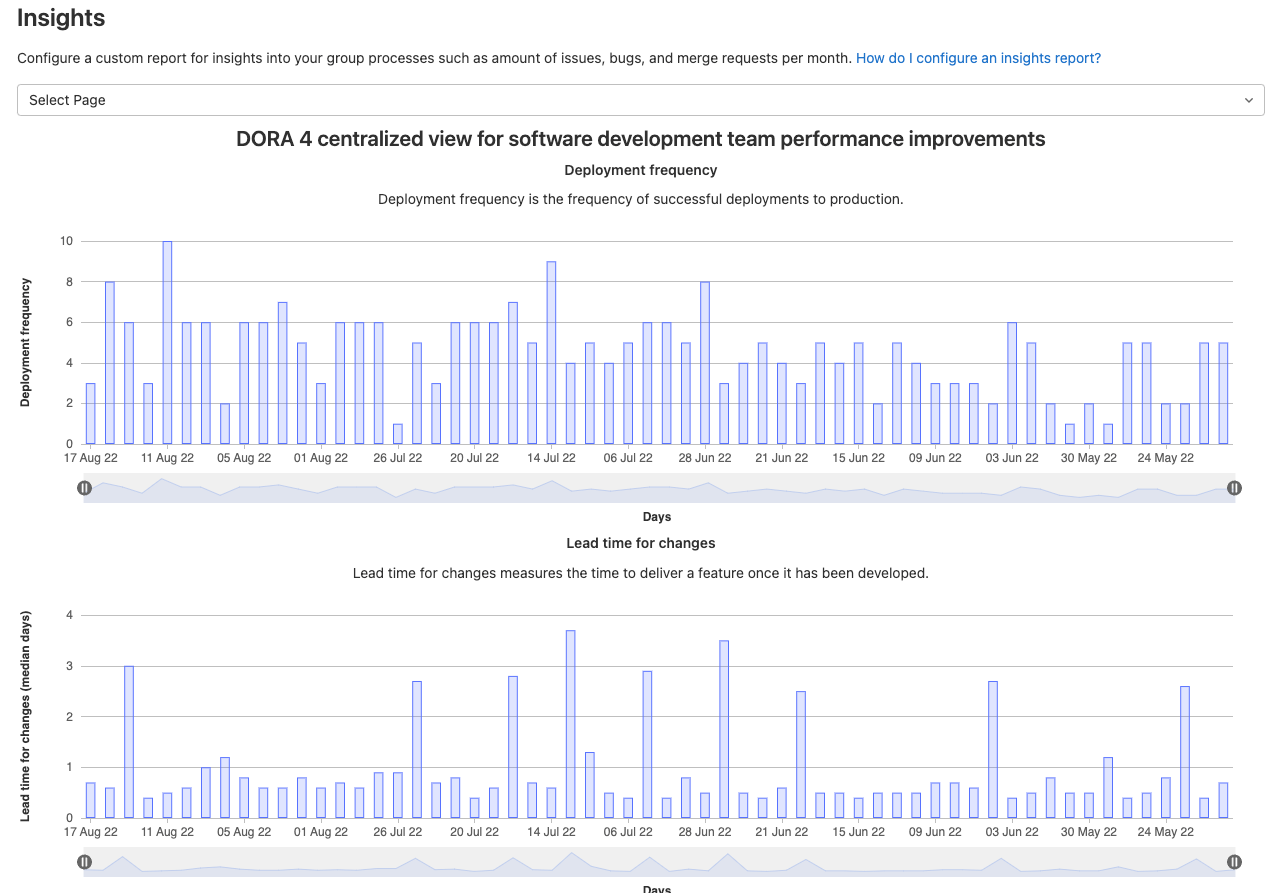 Insights
Configure a custom report for insights into your group processes such as amount of issues, bugs, and merge requests per month. How do I configure an insights report?
Select Page
DORA 4 centralized view for software development team performance improvements
Deployment frequency
Deployment frequency is the frequency of successful deployments to production.
Deployment frequency
10
8
6
4
2
0
17 Aug 22 11 Aug 22 05 Aug 22 01 Aug 22 26 Jul 22 20 Jul 22 14 Jul 22 06 Jul 22 28 Jun 22 21 Jun 22 15 Jun 22 09 Jun 22 03 Jun 22 30 May 22 24 May 22
Days
Lead time for changes
Lead time for changes measures the time to deliver a feature once it has been developed.
Lead time for changes (median days)
4
3
2
1
0
17 Aug 22 11 Aug 22 05 Aug 22 01 Aug 22 26 Jul 22 20 Jul 22 14 Jul 22 06 Jul 22 28 Jun 22 21 Jun 22 15 Jun 22 09 Jun 22 03 Jun 22 30 May 22 24 May 22
Days